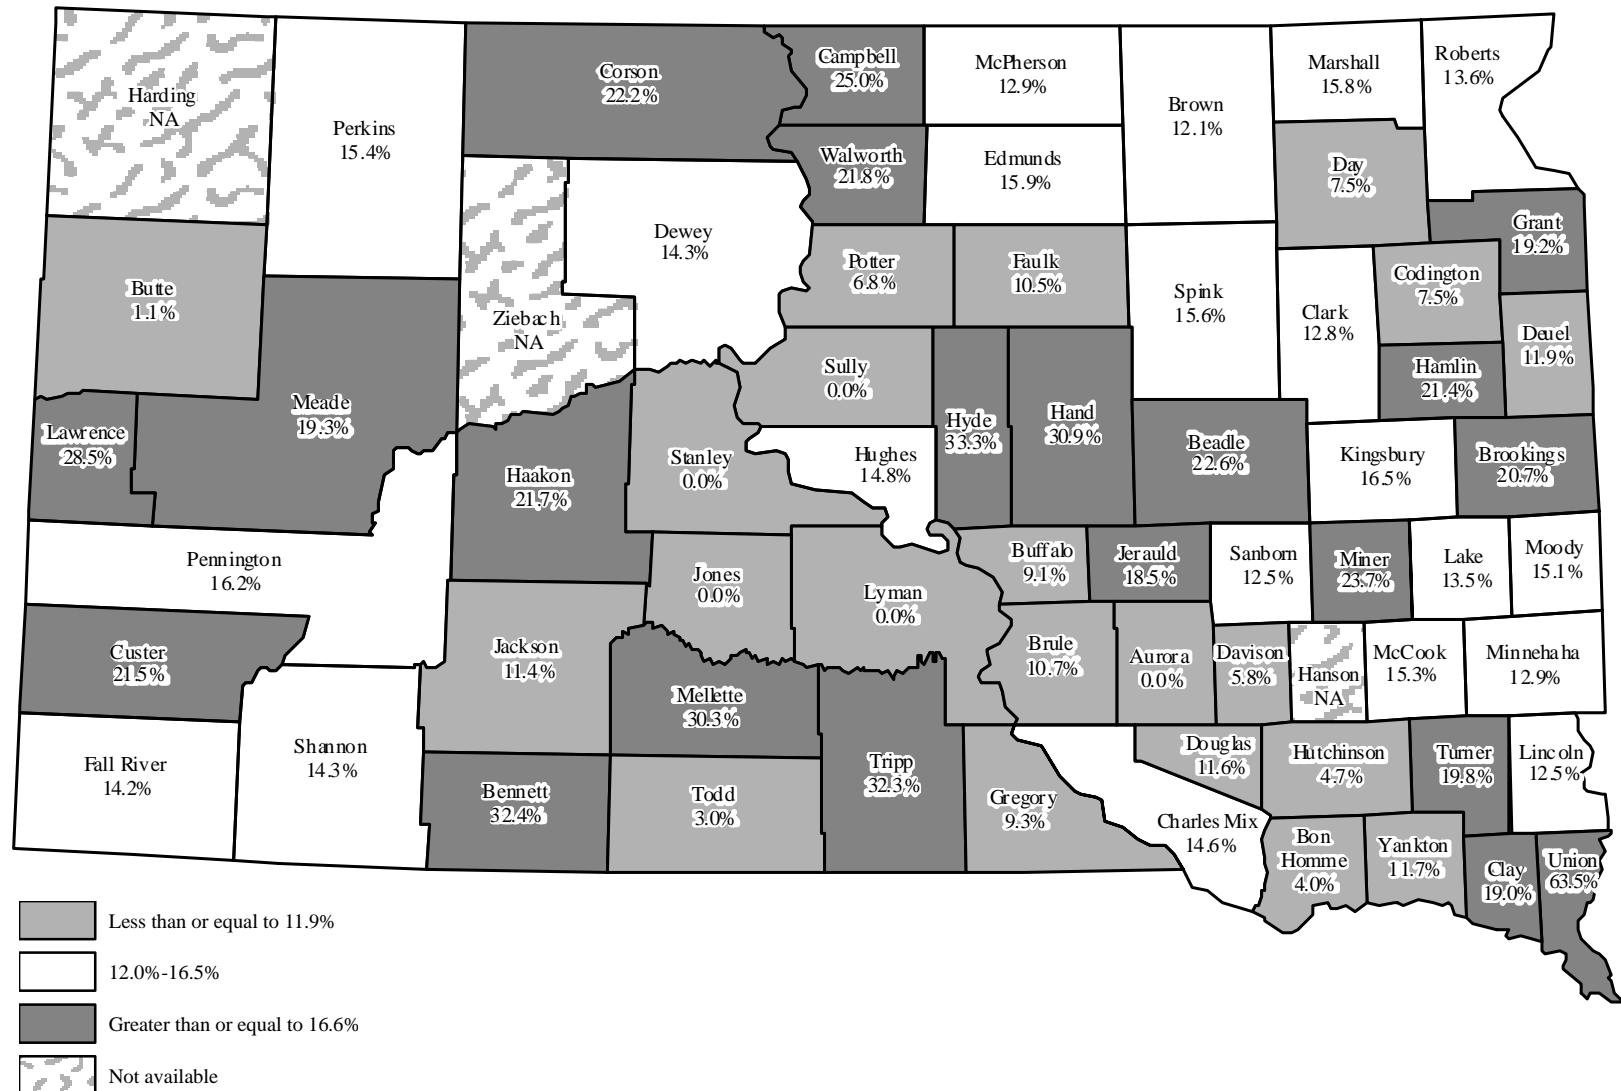 Harding
NA
Perkins
15.4%
Corson
22.2%
Campbell
25.0%
McPherson
12.9%
Brown
12.1%
Marshall
15.8%
Roberts
13.6%
Walworth
21.8%
Edmunds
15.9%
Day
7.5%
Grant
19.2%
Butte
1.1%
Ziebach
NA
Dewey
14.3%
Potter
6.8%
Faulk
10.5%
Spink
15.6%
Clark
12.8%
Codington
7.5%
Deuel
11.9%
Hamlin
21.4%
Lawrence
28.5%
Meade
19.3%
Haakon
21.7%
Stanley
0.0%
Sully
0.0%
Hughes
14.8%
Hyde
33.3%
Hand
30.9%
Beadle
22.6%
Kingsbury
16.5%
Brookings
20.7%
Pennington
16.2%
Jones
0.0%
Lyman
0.0%
Buffalo
9.1%
Jerauld
18.5%
Sanborn
12.5%
Miner
23.7%
Lake
13.5%
Moody
15.1%
Custer
21.5%
Jackson
11.4%
Mellette
30.3%
Brule
10.7%
Aurora
0.0%
Davison
5.8%
Hanson
NA
McCook
15.3%
Minnehaha
12.9%
Fall River
14.2%
Shannon
14.3%
Bennett
32.4%
Todd
3.0%
Tripp
32.3%
Gregory
9.3%
Charles Mix
14.6%
Douglas
11.6%
Hutchinson
4.7%
Turner
19.8%
Lincoln
12.5%
Bon
Homme
4.0%
Yankton
11.7%
Clay
19.0%
Union
63.5%
Less than or equal to 11.9%
12.0%-16.5%
Greater than or equal to 16.6%
Not available